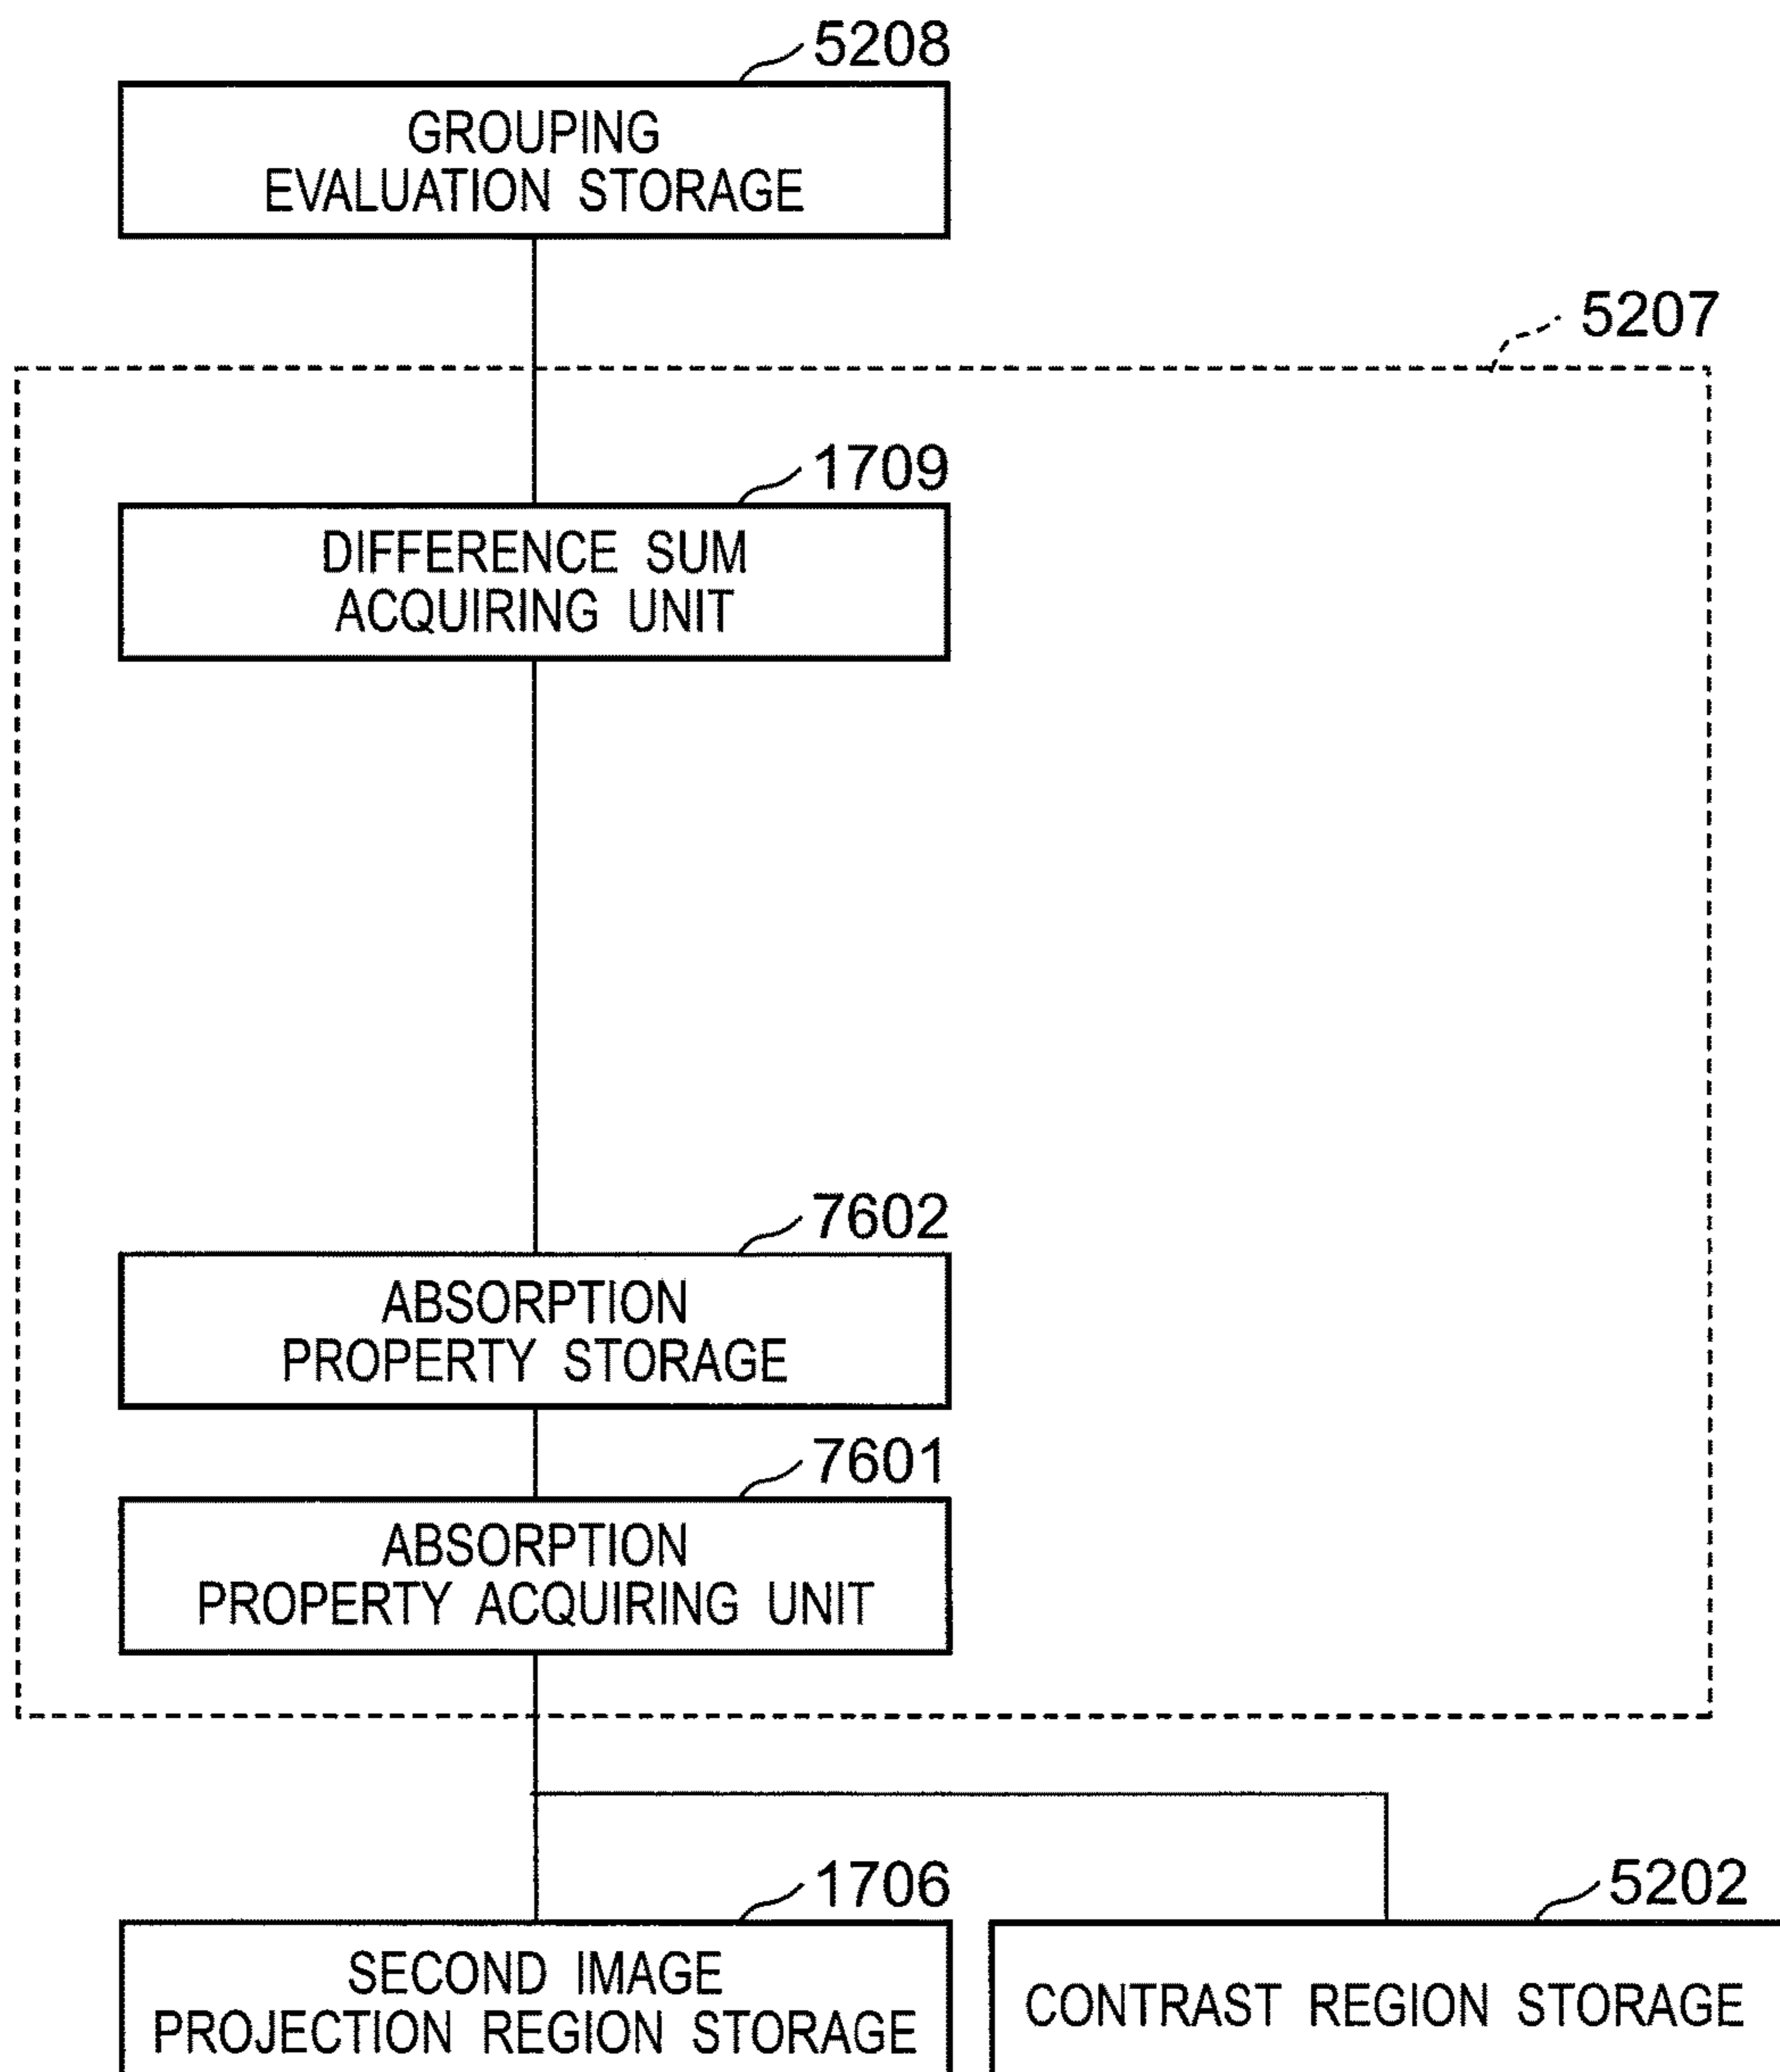 5208
GROUPING
EVALUATION STORAGE
5207
1709
DIFFERENCE SUM
ACQUIRING UNIT
7602
ABSORPTION
PROPERTY STORAGE
7601
ABSORPTION
PROPERTY ACQUIRING UNIT
1706
SECOND IMAGE
PROJECTION REGION STORAGE
5202
CONTRAST REGION STORAGE